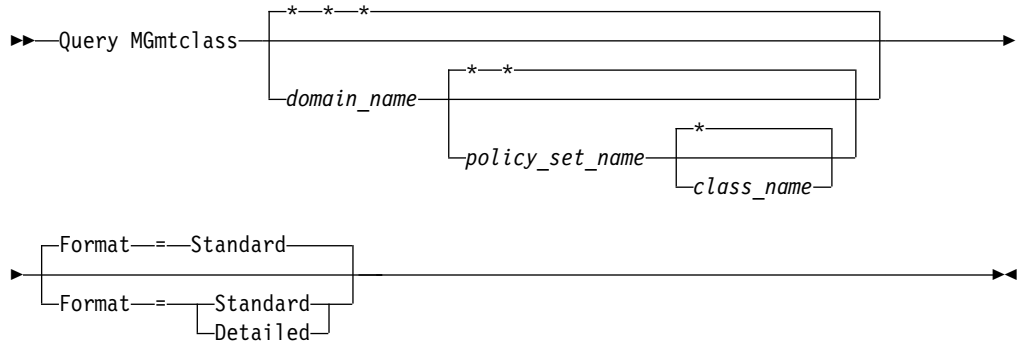 * * *
Query MGmtclass
* *
domain_name
*
policy_set_name
class_name
Format = Standard
Format = Standard
Detailed